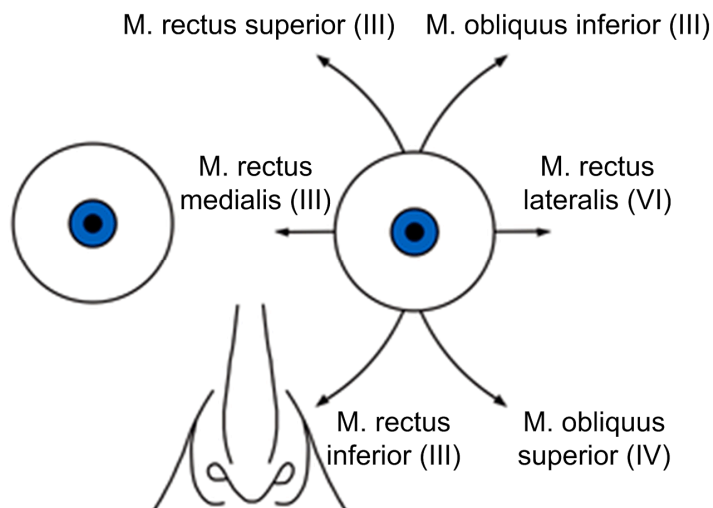 M. rectus superior (III)
M. obliquus inferior (III)
M. rectus
medialis (III)
M. rectus
lateralis (VI)
M. rectus
inferior (III)
M. obliquus
superior (IV)